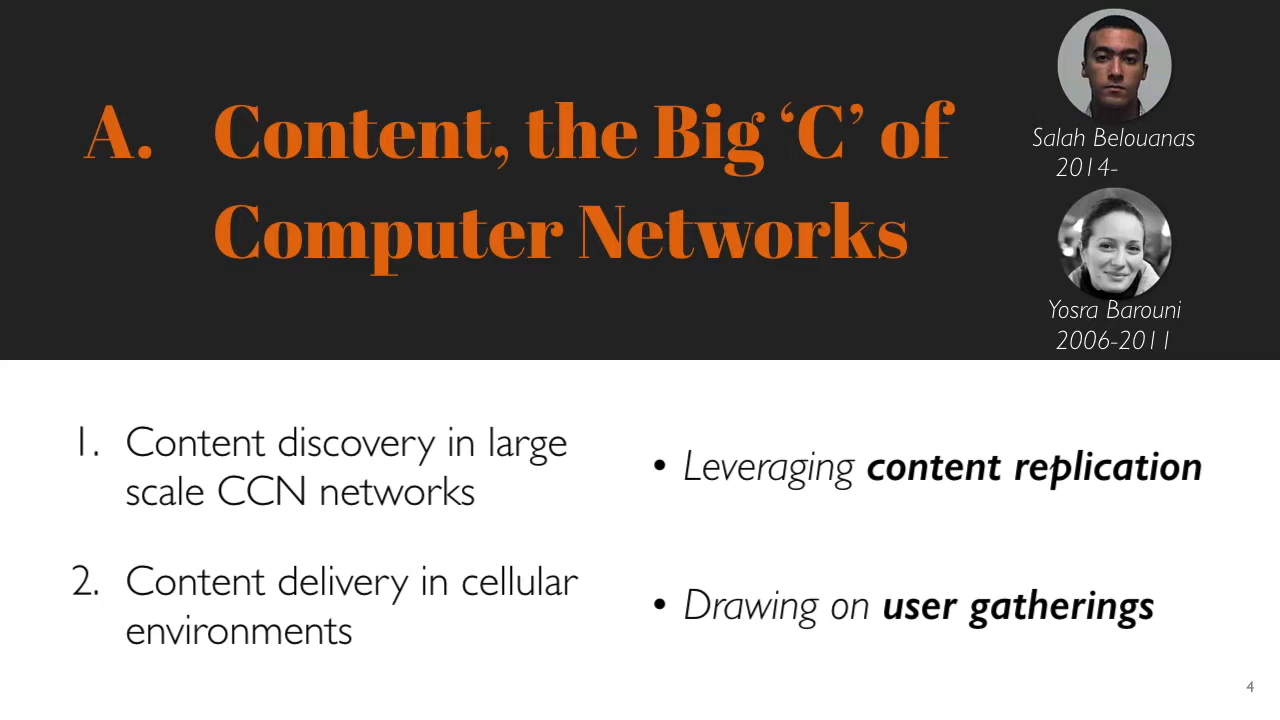 A. Content, the Big ‘C’ of
Computer Networks
Salah Belouanas
2014-
Yosra Barouni
2006-2011
1. Content discovery in large
scale CCN networks
• Leveraging content replication
2. Content delivery in cellular
environments
• Drawing on user gatherings
4